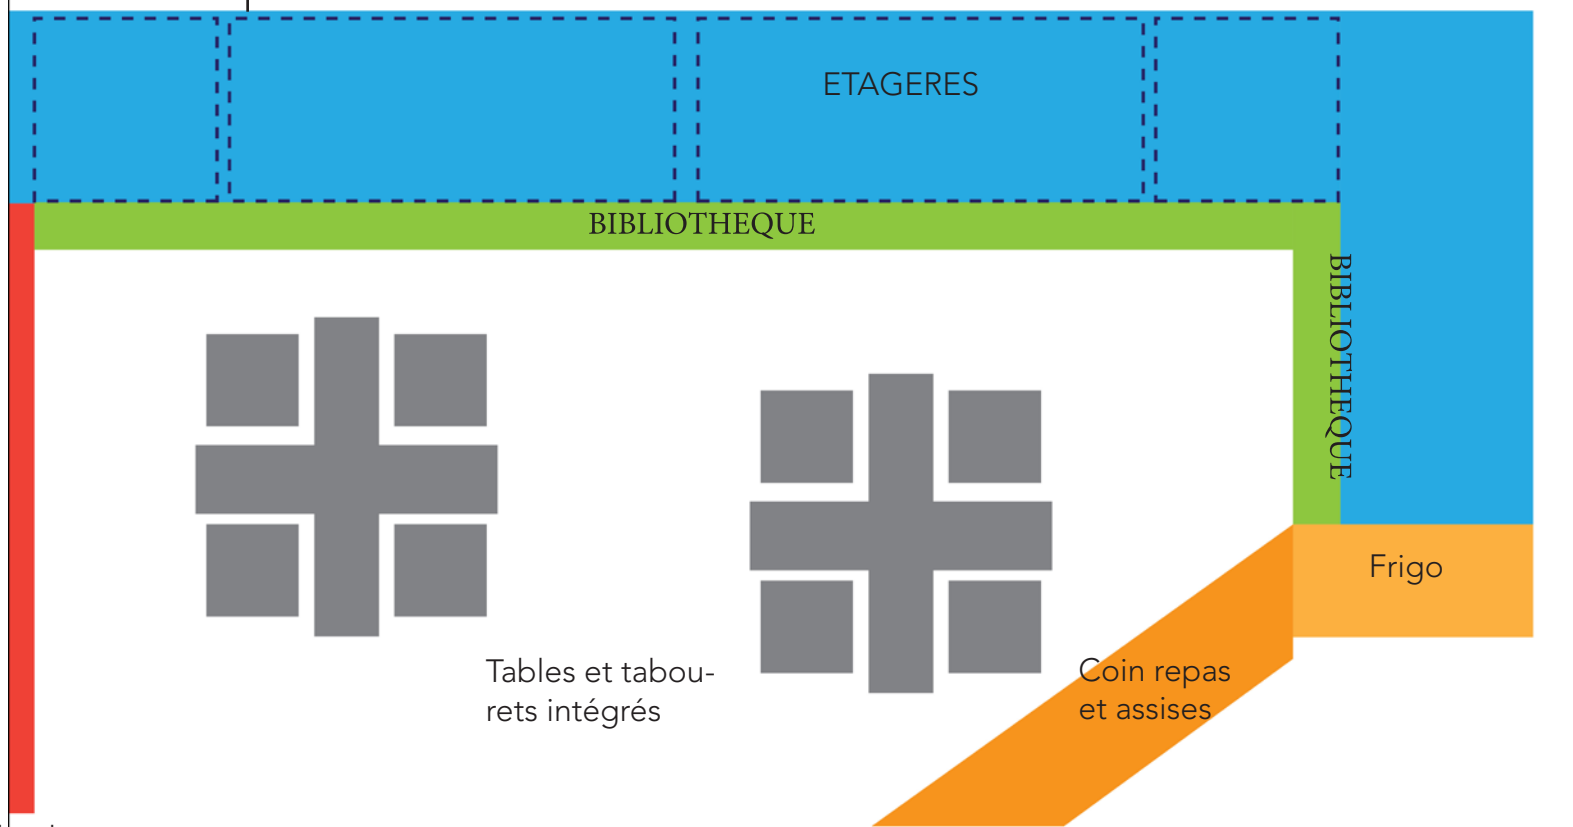 ETAGERES
BIBLIOTHEQUE
BIBLIOTHEQUE
Frigo
Tables et tabou-
rets intégrés
Coin repas
et assises